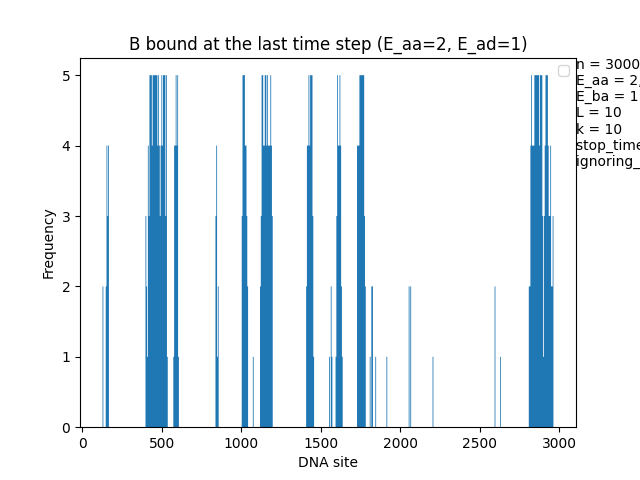 B bound at the last time step (E_aa=2, E_ad=1)
n = 3000
E_aa = 2,
E_ba = 1
L = 10
k = 10
stop_time
ignoring_
Frequency
5
4
3
2
1
0
0 500 1000 1500 2000 2500 3000
DNA site